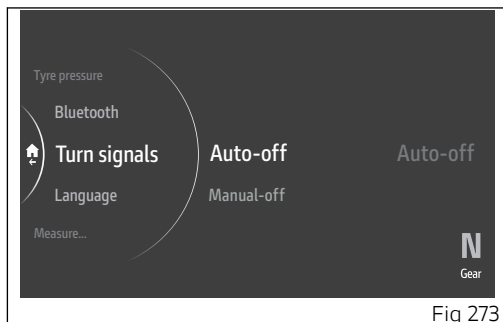 Tyre pressure
Bluetooth
Turn signals
Auto-off
Auto-off
Language
Manual-off
Measure...
N
Gear
Fig 273